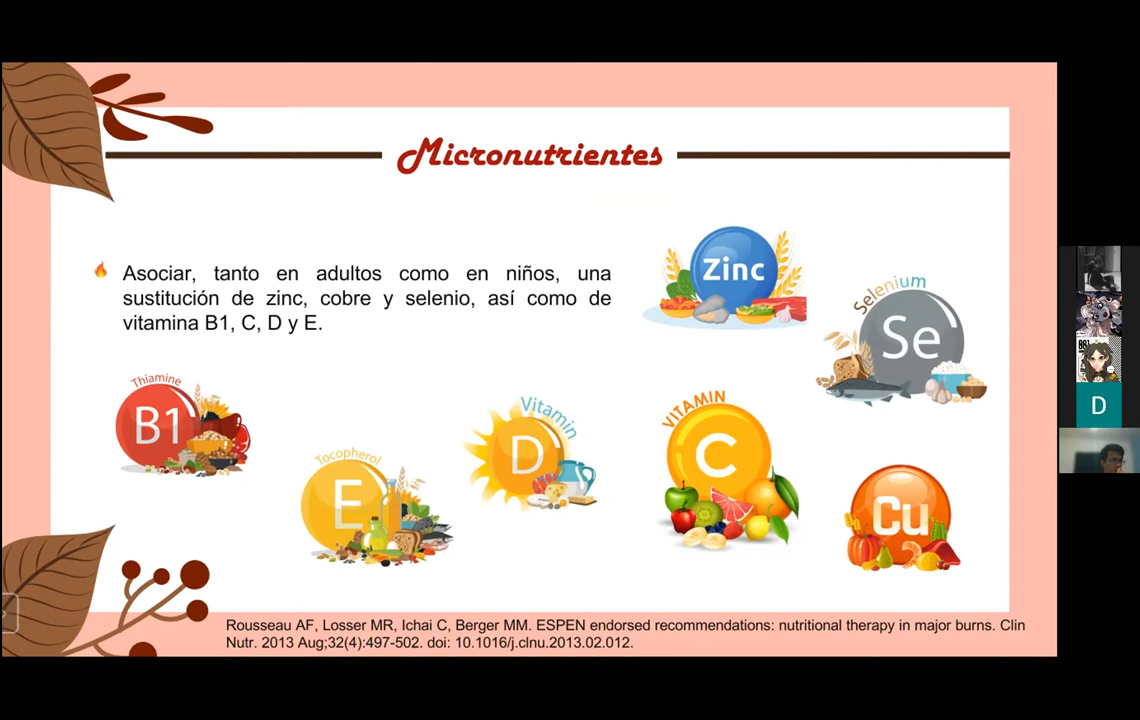 Micronutrientes
Asociar, tanto en adultos como en niños, una
sustitución de zinc, cobre y selenio, así como de
vitamina B1, C, D y E.
Zinc
Selenium
Se
Thiamine
B1
Tocopherol
E
Vitamin
D
VITAMIN
C
Cu
Rousseau AF, Losser MR, Ichai C, Berger MM. ESPEN endorsed recommendations: nutritional therapy in major burns. Clin
Nutr. 2013 Aug;32(4):497-502. doi: 10.1016/j.clnu.2013.02.012.
D